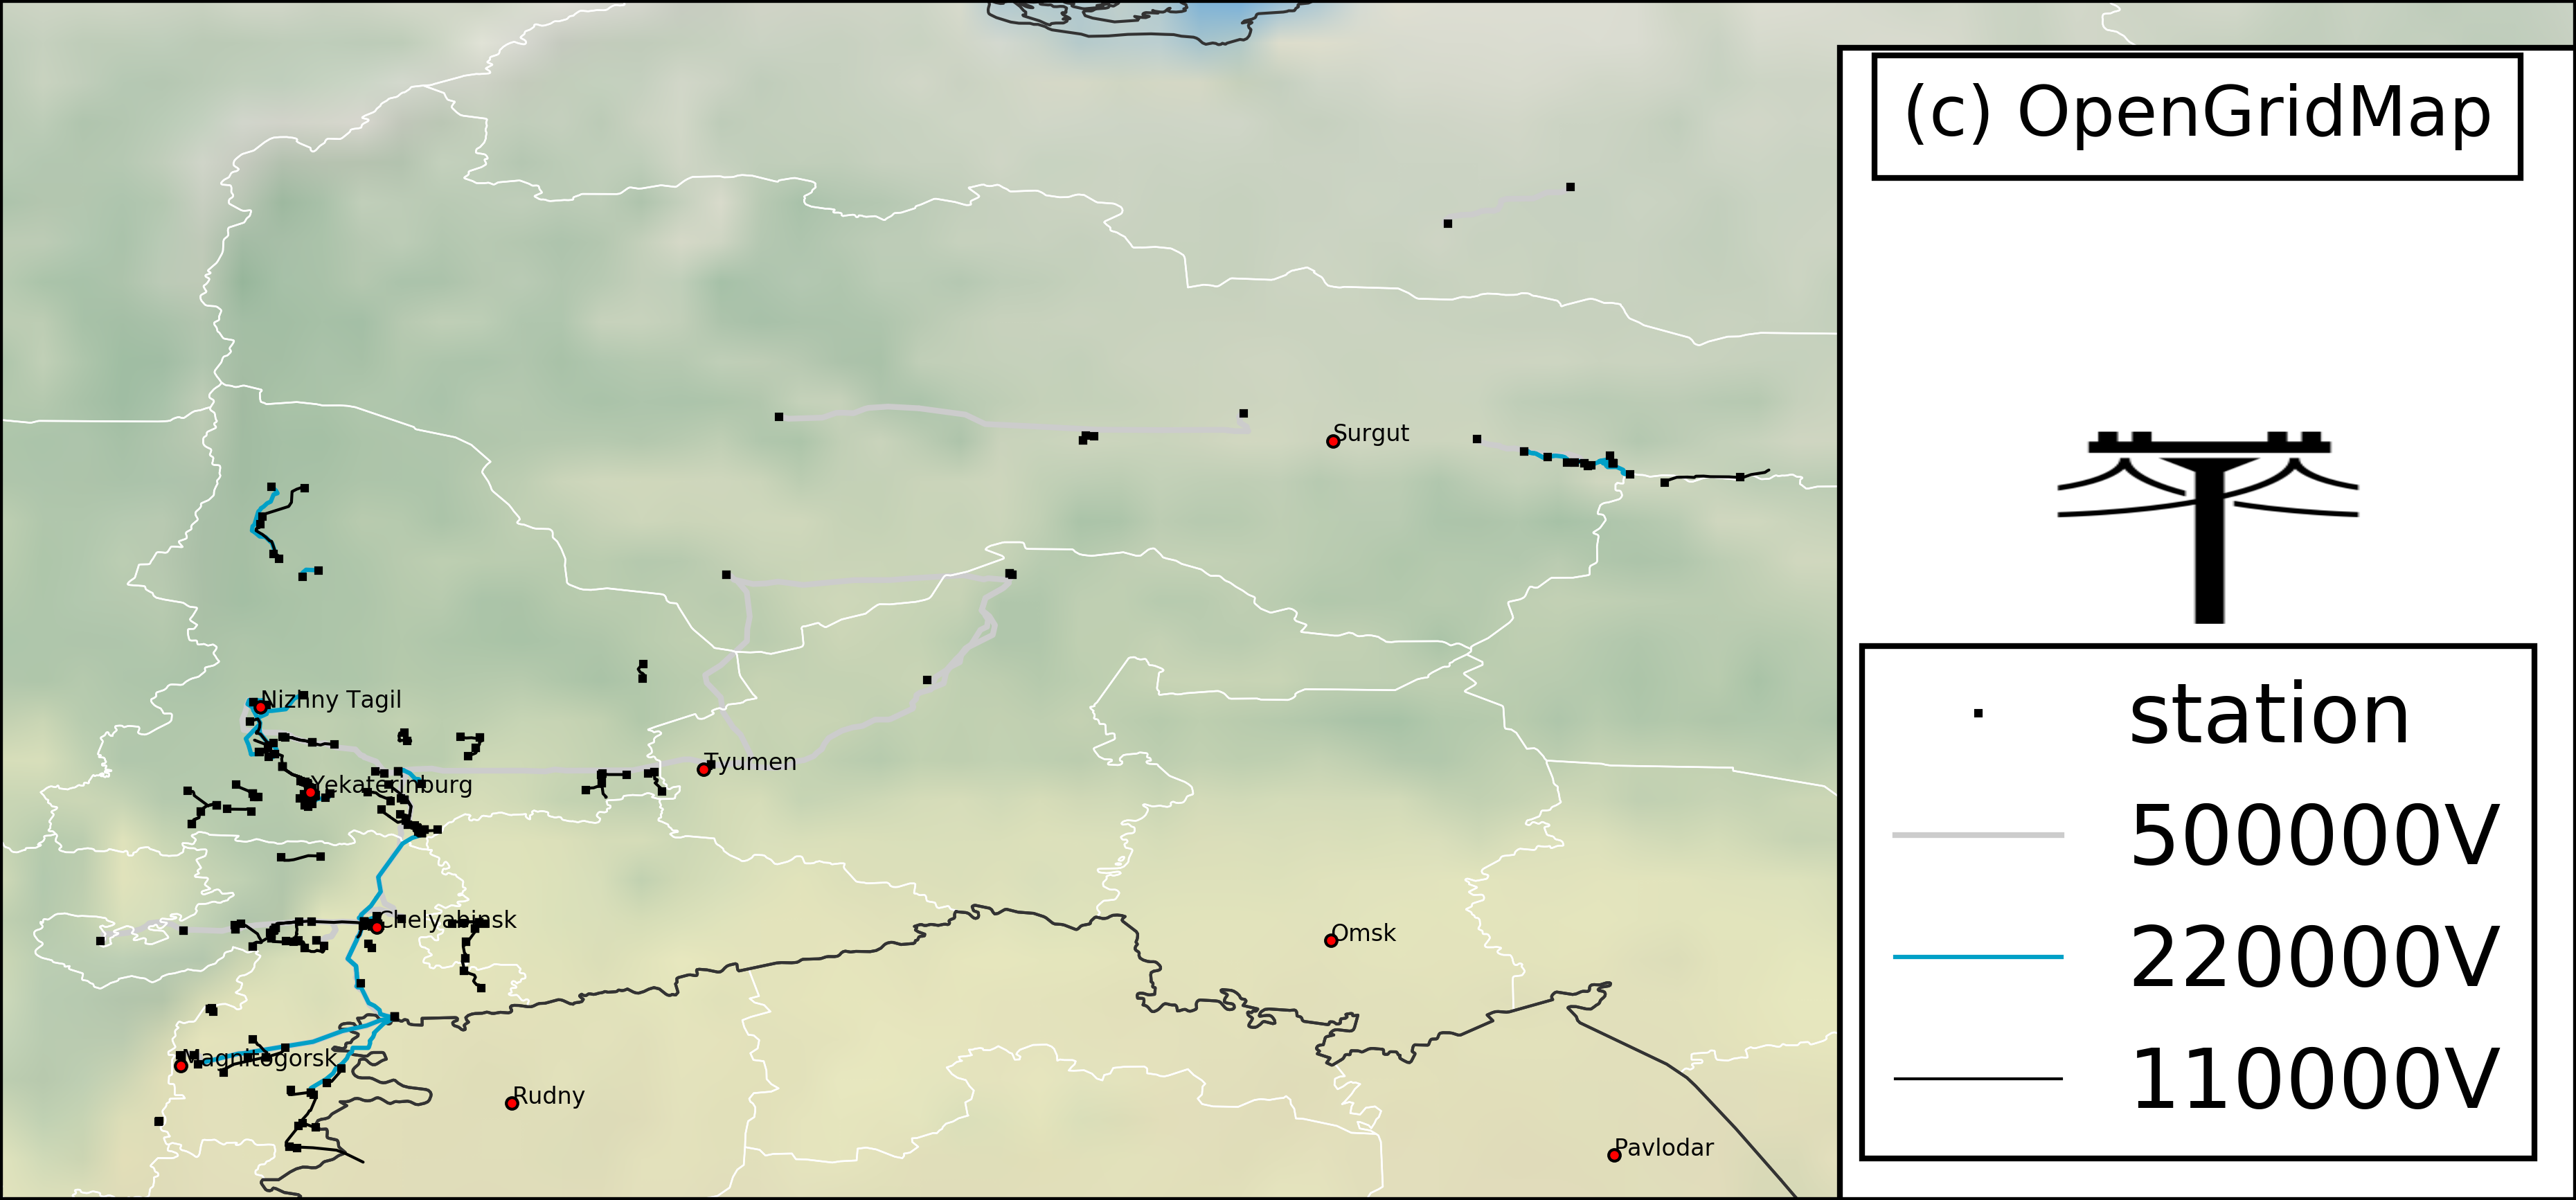 (c) OpenGridMap
Surgut
Nizhny Tagil
Tyumen
Yekaterinburg
Chelyabinsk
Omsk
Magnitogorsk
Rudny
Pavlodar
station
500000V
220000V
110000V